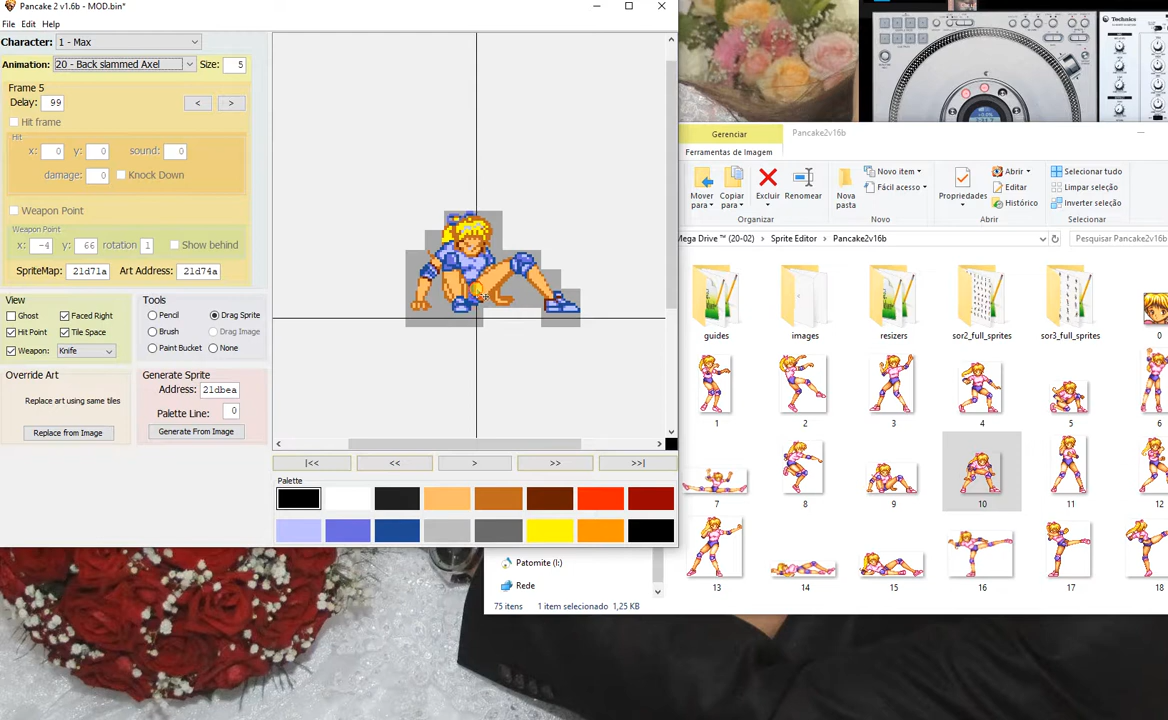 Pancake 2 v1.6b - MOD.bin*
File Edit Help
Character: 1 - Max
Animation: 20 - Back slammed Axel Size: 5
Frame 5
Delay: 99 < >
Hit frame
Hit
x: 0 y: 0 sound: 0
damage: 0 Knock Down
Weapon Point
Weapon Point
x: -4 y: 66 rotation 1 Show behind
SpriteMap: 21d71a Art Address: 21d74a
View
Ghost Faced Right
Hit Point Tile Space
Weapon: Knife
Tools
Pencil Drag Sprite
Brush Drag Image
Paint Bucket None
Override Art
Replace art using same tiles
Replace from Image
Generate Sprite
Address: 21dbea
Palette Line: 0
Generate From Image
|<< << > >> >>|
Palette
Technics
Gerenciar Pancake2v16b
Ferramentas de Imagem
Mover para Copiar para Excluir Renomear
Organizar
Nova pasta
Novo item
Fácil acesso
Novo
Propriedades
Abrir
Editar
Histórico
Abrir
Selecionar tudo
Limpar seleção
Inverter seleção
Selecionar
Mega Drive ™ (20-02) Sprite Editor Pancake2v16b Pesquisar Pancake2v16b
guides images resizers sor2_full_sprites sor3_full_sprites 0
1 2 3 4 5 6
7 8 9 10 11 12
13 14 15 16 17 18
Patomite (I:)
Rede
75 itens 1 item selecionado 1,25 KB